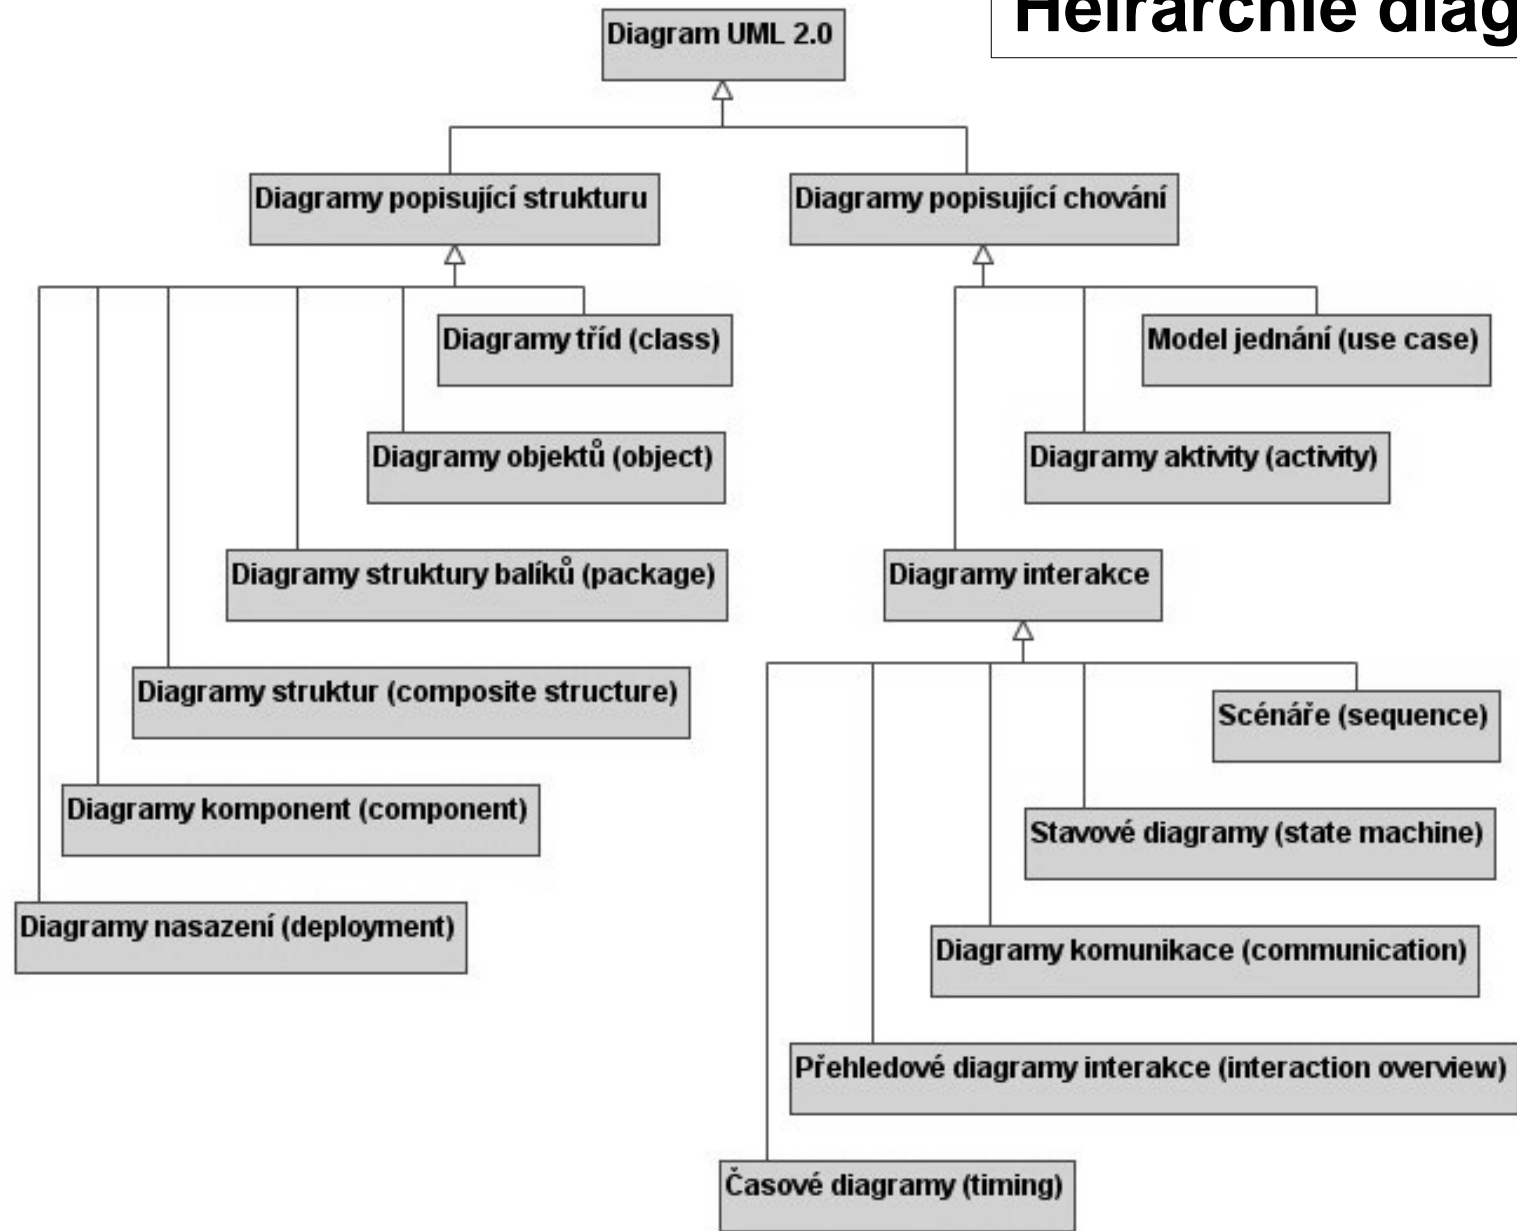 Heirarchie
Diagram UML 2.0
Diagramy popisující strukturu
Diagramy popisující chování
Diagramy tříd (class)
Model jednání (use case)
Diagramy objektů (object)
Diagramy aktivity (activity)
Diagramy struktury balíků (package)
Diagramy interakce
Diagramy struktur (composite structure)
Scénáře (sequence)
Diagramy komponent (component)
Stavové diagramy (state machine)
Diagramy nasazení (deployment)
Diagramy komunikace (communication)
Přehledové diagramy interakce (interaction overview)
Časové diagramy (timing)